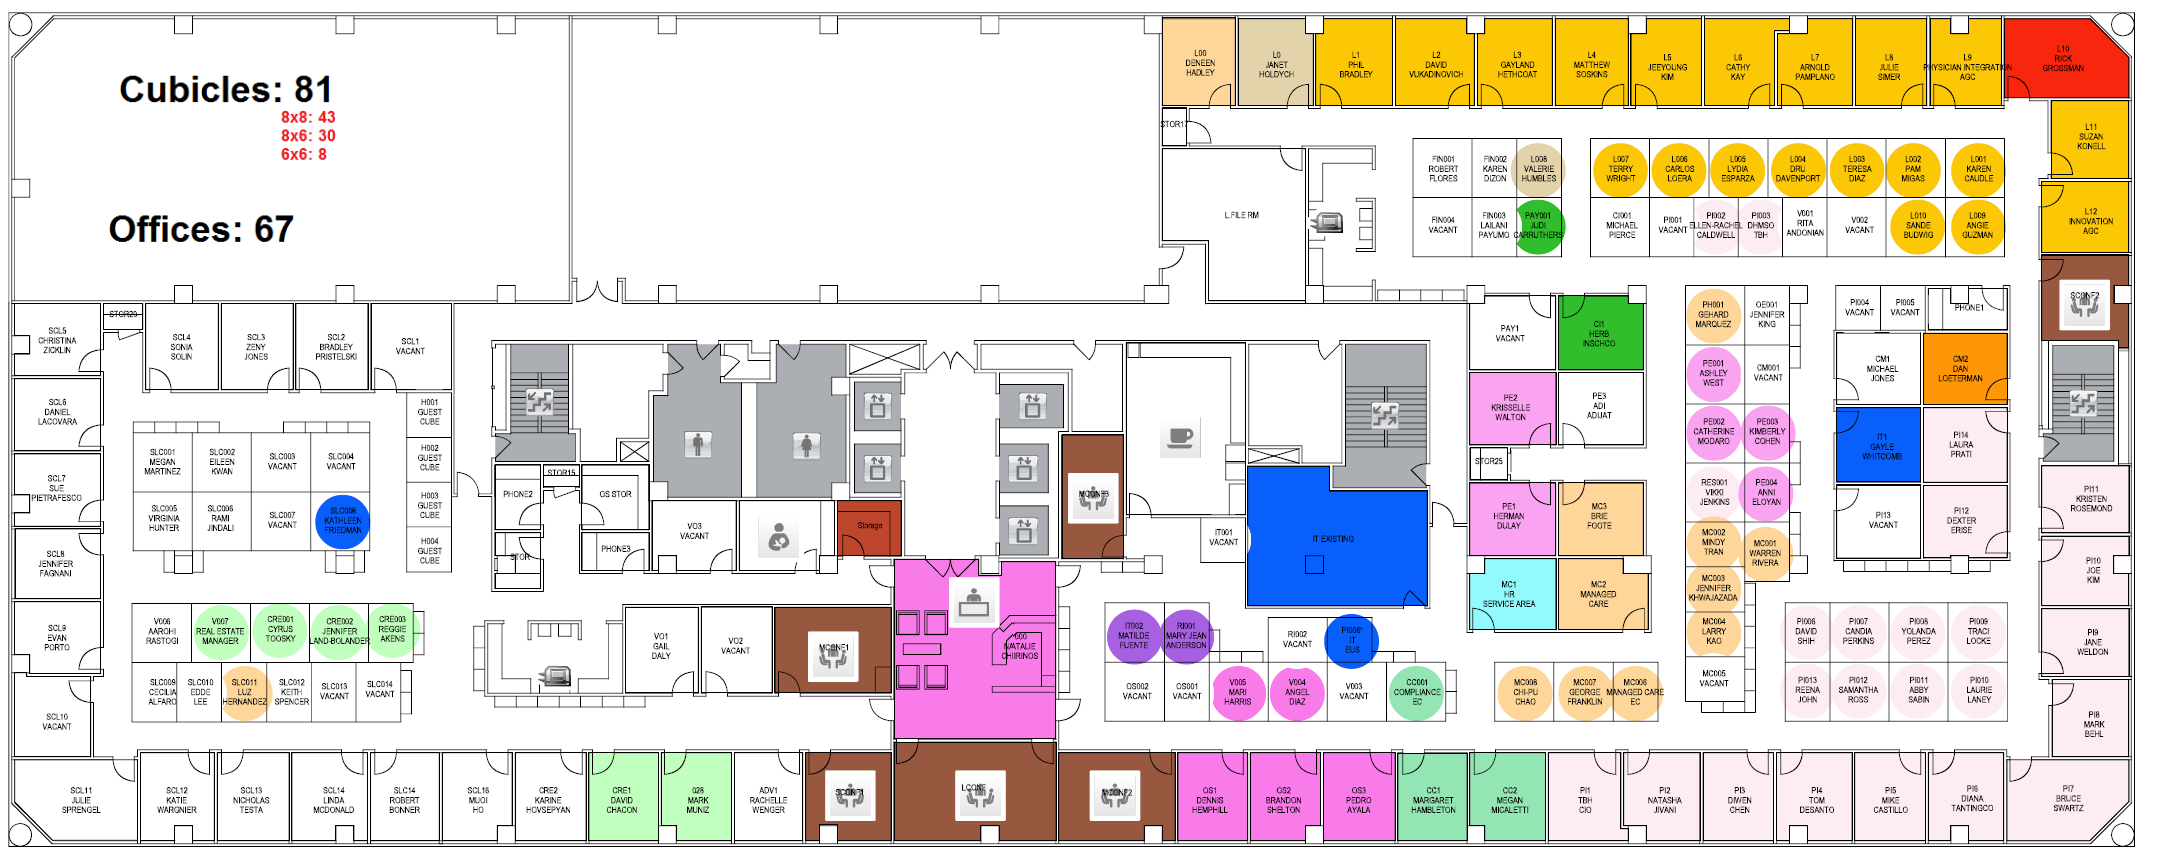 Cubicles: 81
8x8: 43
8x6: 30
6x6: 8
Offices: 67
L00
DENEEN
HADLEY
L0
JANET
HOLDYCH
L1
PHIL
BRADLEY
L2
DAVID
VUKADINOVICH
L3
GAYLAND
HETHCOAT
L4
MATTHEW
SOSKINS
L5
JEEYOUNG
KIM
L6
CATHY
KAY
L7
ARNOLD
PAMPLANO
L8
JULIE
SIMER
L9
PHYSICIAN INTEGRATION
AGC
L10
RICK
GROSSMAN
L11
SUZAN
KONELL
L12
INNOVATION
AGC
SCONF2
STOR17
L.FILE RM
FIN001
ROBERT
FLORES
FIN002
KAREN
DIZON
L008
VALERIE
HUMBLES
FIN004
VACANT
FIN003
LAILANI
PAYUMO
PAY001
JUDI
CARRUTHERS
L007
TERRY
WRIGHT
L006
CARLOS
LOERA
L005
LYDIA
ESPARZA
L004
DRU
DAVENPORT
L003
TERESA
DIAZ
L002
PAM
MIGAS
L001
KAREN
CAUDLE
CI001
MICHAEL
PIERCE
PI001
VACANT
PI002
ELLEN-RACHEL
CALDWELL
PI003
DHMSO
TBH
V001
RITA
ANDONIAN
V002
VACANT
L010
SANDE
BUDWIG
L009
ANGIE
GUZMAN
SCL5
CHRISTINA
ZICKLIN
STOR20
SCL4
SONIA
SOLIN
SCL3
ZENY
JONES
SCL2
BRADLEY
PRISTELSKI
SCL1
VACANT
SCL6
DANIEL
LACOVARA
SCL7
SUE
PIETRAFESCO
SCL8
JENNIFER
FAGNANI
SCL9
EVAN
PORTO
SCL10
VACANT
H001
GUEST
CUBE
H002
GUEST
CUBE
H003
GUEST
CUBE
H004
GUEST
CUBE
SLC001
MEGAN
MARTINEZ
SLC002
EILEEN
KWAN
SLC003
VACANT
SLC004
VACANT
SLC005
VIRGINIA
HUNTER
SLC006
RAMI
JINDALI
SLC007
VACANT
SLC008
KATHLEEN
FRIEDMAN
PHONE2
STOR15
OS STOR
STOR
PHONE3
VO3
VACANT
Storage
MCONF3
IT001
VACANT
IT EXISTING
PAY1
VACANT
CI1
HERB
INSCHCO
PE2
KRISSELLE
WALTON
PE3
ADI
ADUAT
STOR25
PE1
HERMAN
DULAY
MC3
BRIE
FOOTE
MC1
HR
SERVICE AREA
MC2
MANAGED
CARE
PH001
GEHARD
MARQUEZ
OE001
JENNIFER
KING
PE001
ASHLEY
WEST
CM001
VACANT
PE002
CATHERINE
MODARO
PE003
KIMBERLY
COHEN
RES001
VIKKI
JENKINS
PE004
ANNI
ELOYAN
MC002
MINDY
TRAN
MC001
WARREN
RIVERA
MC003
JENNIFER
KHWAJAZADA
MC004
LARRY
KAO
MC005
VACANT
PI004
VACANT
PI005
VACANT
PHONE1
CM1
MICHAEL
JONES
CM2
DAN
LOETERMAN
IT1
GAYLE
WHITCOMB
PI14
LAURA
PRATI
PI13
VACANT
PI12
DEXTER
ERISE
PI11
KRISTEN
ROSEMOND
PI10
JOE
KIM
PI9
JANE
WELDON
PI8
MARK
BEHL
V006
AAROHI
RASTOGI
V007
REAL ESTATE
MANAGER
CRE001
CYRUS
TOOSKY
CRE002
JENNIFER
LAND-BOLANDER
CRE003
REGGIE
AKENS
SLC009
CECILIA
ALFARO
SLC010
EDDE
LEE
SLC011
LUZ
HERNANDEZ
SLC012
KEITH
SPENCER
SLC013
VACANT
SLC014
VACANT
VO1
GAIL
DALY
VO2
VACANT
MCONF1
V000
NATALIE
CHIRINOS
IT002
MATILDE
FUENTE
RI001
MARY JEAN
ANDERSON
RI002
VACANT
PI006*
IT
EUS
OS002
VACANT
OS001
VACANT
V005
MARI
HARRIS
V004
ANGEL
DIAZ
V003
VACANT
CC001
COMPLIANCE
EC
MC008
CHI-PU
CHAO
MC007
GEORGE
FRANKLIN
MC006
MANAGED CARE
EC
PI006
DAVID
SHIH
PI007
CANDIA
PERKINS
PI008
YOLANDA
PEREZ
PI009
TRACI
LOCKE
PI013
REENA
JOHN
PI012
SAMANTHA
ROSS
PI011
ABBY
SABIN
PI010
LAURIE
LANEY
SCL11
JULIE
SPRENGEL
SCL12
KATIE
WARGNIER
SCL13
NICHOLAS
TESTA
SCL14
LINDA
MCDONALD
SLC14
ROBERT
BONNER
SCL16
MUOI
HO
CRE2
KARINE
HOVSEPYAN
CRE1
DAVID
CHACON
028
MARK
MUNIZ
ADV1
RACHELLE
WENGER
SCONF1
LCONF
MCONF2
OS1
DENNIS
HEMPHILL
OS2
BRANDON
SHELTON
OS3
PEDRO
AYALA
CC1
MARGARET
HAMBLETON
CC2
MEGAN
MICALETTI
PI1
TBH
CIO
PI2
NATASHA
JIVANI
PI3
DIWEN
CHEN
PI4
TOM
DESANTO
PI5
MIKE
CASTILLO
PI6
DIANA
TANTINGCO
PI7
BRUCE
SWARTZ